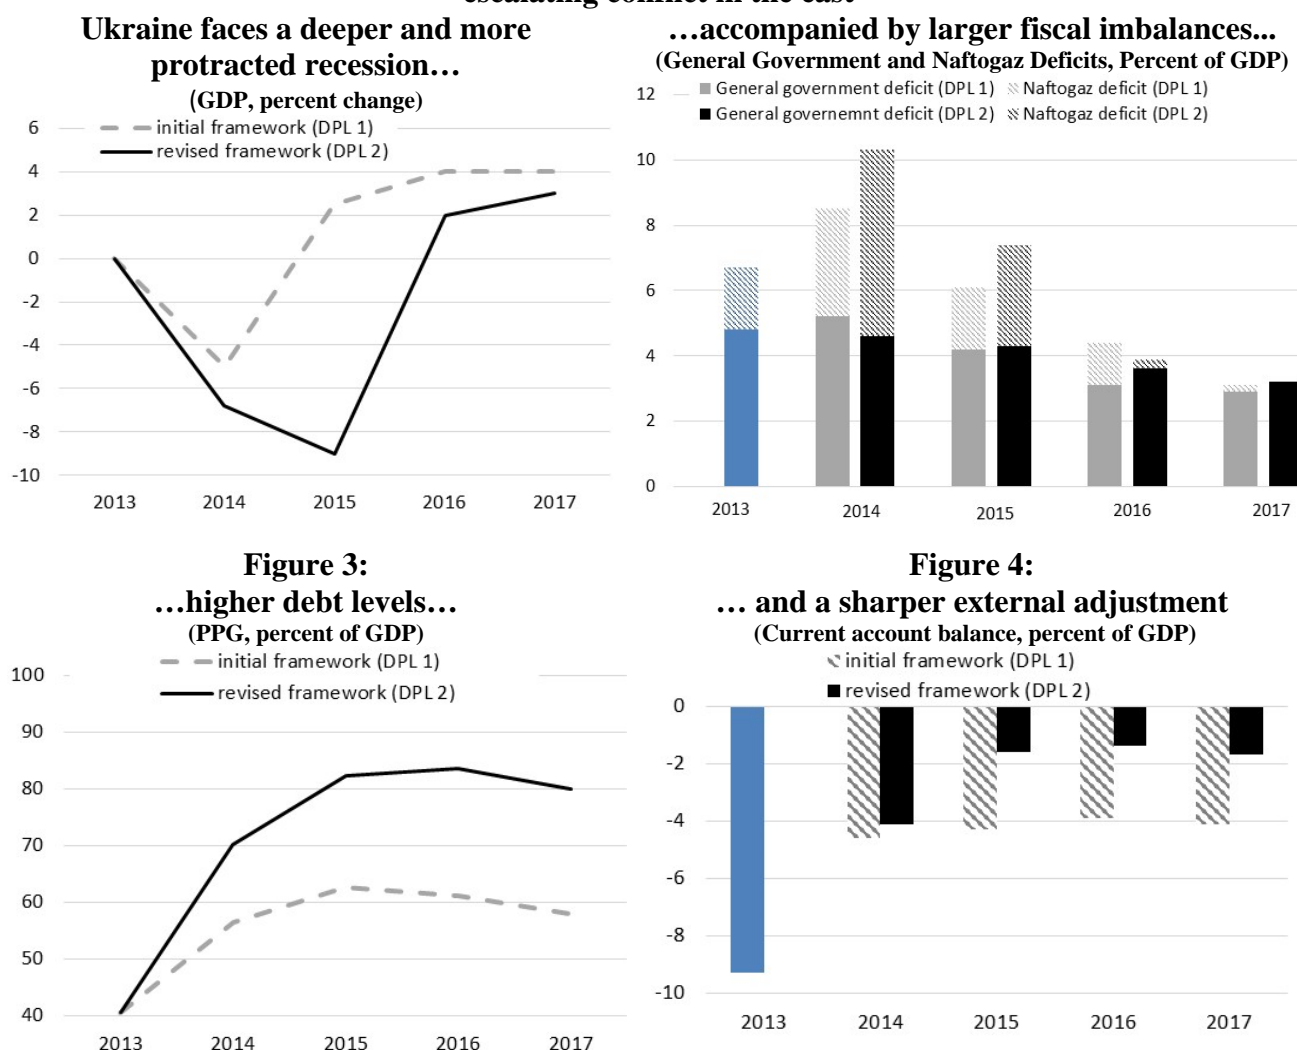 escalating conflict in the east
Ukraine faces a deeper and more
protracted recession…
(GDP, percent change)
initial framework (DPL 1)
revised framework (DPL 2)
6
4
2
0
-2
-4
-6
-8
-10
2013 2014 2015 2016 2017
…accompanied by larger fiscal imbalances...
(General Government and Naftogaz Deficits, Percent of GDP)
General government deficit (DPL 1) Naftogaz deficit (DPL 1)
General governemnt deficit (DPL 2) Naftogaz deficit (DPL 2)
12
10
8
6
4
2
0
2013 2014 2015 2016 2017
Figure 3:
…higher debt levels…
(PPG, percent of GDP)
initial framework (DPL 1)
revised framework (DPL 2)
100
90
80
70
60
50
40
2013 2014 2015 2016 2017
Figure 4:
… and a sharper external adjustment
(Current account balance, percent of GDP)
initial framework (DPL 1)
revised framework (DPL 2)
0
-2
-4
-6
-8
-10
2013 2014 2015 2016 2017